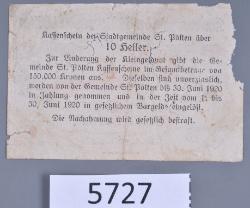 Kassenschein der Stadtgemeinde St. Pölten über
10 Heller.
Zur Linderung der Kleingeldnot gibt die Ge-
meinde St. Pölten Kassenscheine im Gesamtbetrage von
150.000 Kronen aus. Dieselben sind unverzinslich,
werden von der Gemeinde St. Pölten bis 30. Juni 1920
in Zahlung genommen und in der Zeit vom 1. bis
30. Juni 1920 in gesetzlichem Bargeld eingelöst.
Die Nachahmung wird gesetzlich bestraft.
5727